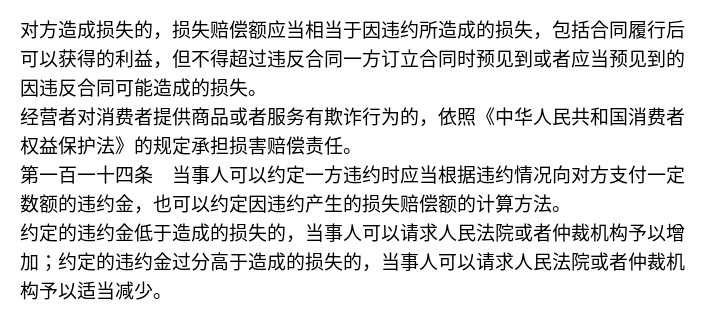 对方造成损失的，损失赔偿额应当相当于因违约所造成的损失，包括合同履行后
可以获得的利益，但不得超过违反合同一方订立合同时预见到或者应当预见到的
因违反合同可能造成的损失。
经营者对消费者提供商品或者服务有欺诈行为的，依照《中华人民共和国消费者
权益保护法》的规定承担损害赔偿责任。
第一百一十四条　当事人可以约定一方违约时应当根据违约情况向对方支付一定
数额的违约金，也可以约定因违约产生的损失赔偿额的计算方法。
约定的违约金低于造成的损失的，当事人可以请求人民法院或者仲裁机构予以增
加；约定的违约金过分高于造成的损失的，当事人可以请求人民法院或者仲裁机
构予以适当减少。